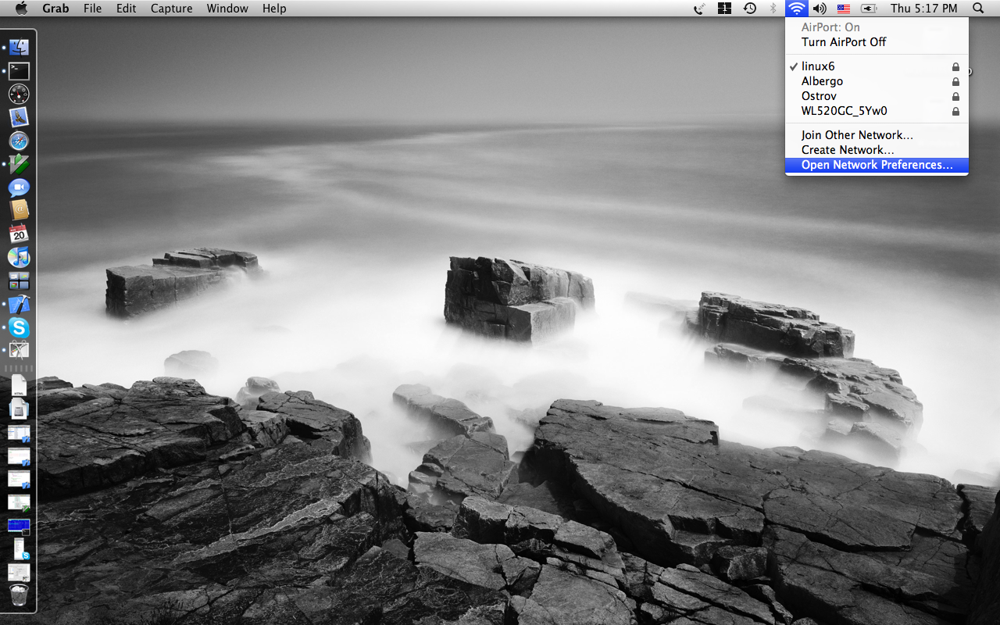 Grab File Edit Capture Window Help Thu 5:17 PM
AirPort: On
Turn AirPort Off
linux6
Albergo
Ostrov
WL520GC_5Yw0
Join Other Network...
Create Network...
Open Network Preferences...
20